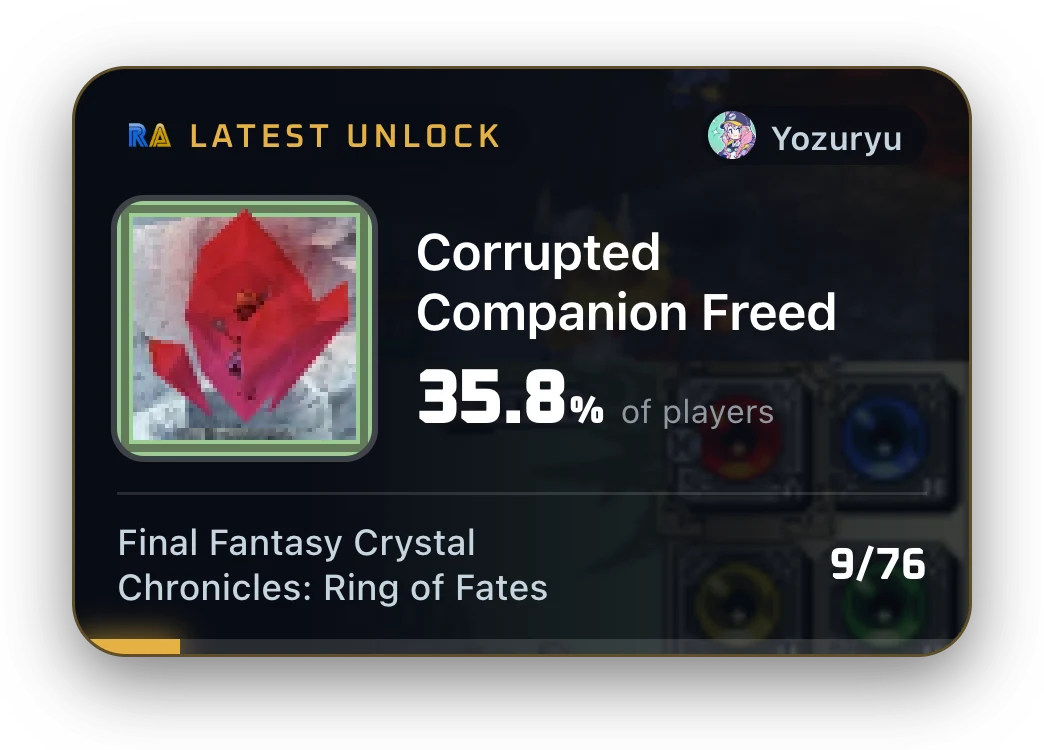 RA LATEST UNLOCK
Yozuryu
Corrupted
Companion Freed
35.8% of players
Final Fantasy Crystal
Chronicles: Ring of Fates
9/76